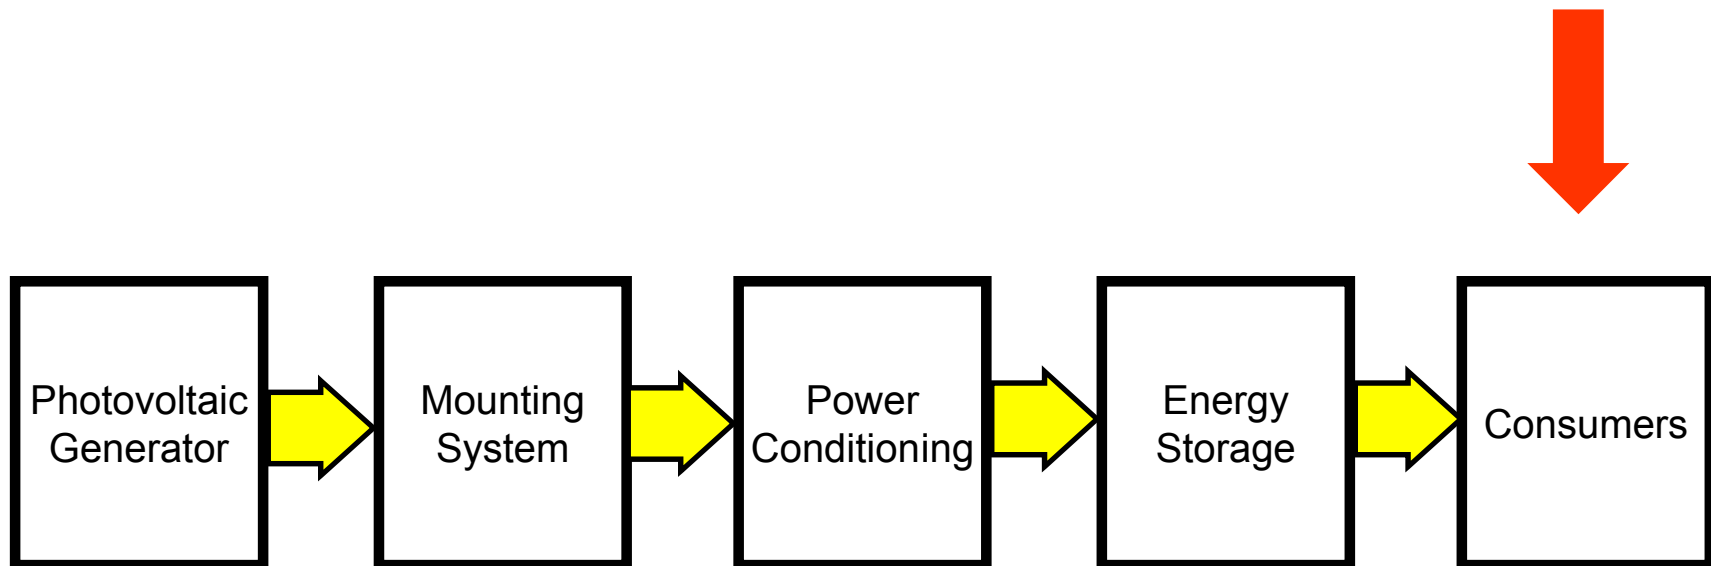 Photovoltaic
Generator
Mounting
System
Power
Conditioning
Energy
Storage
Consumers